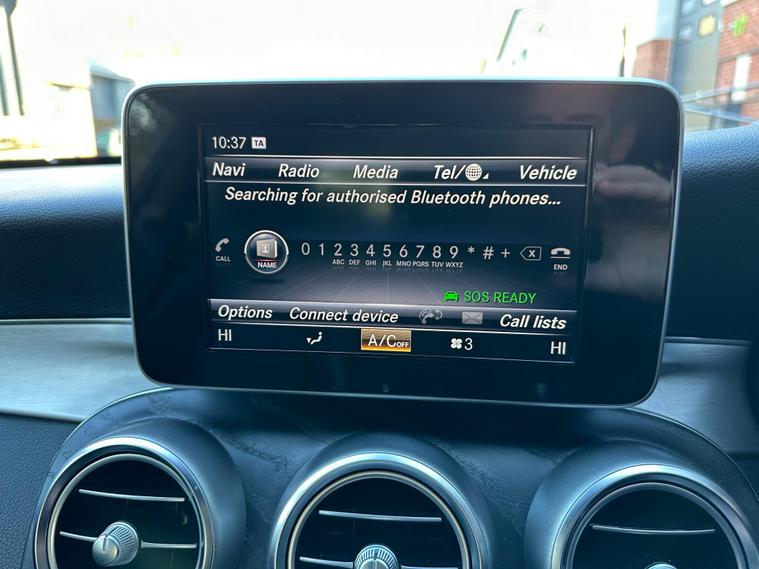 10:37 TA
Navi Radio Media Tel/ Vehicle
Searching for authorised Bluetooth phones...
CALL NAME 0 1 2 3 4 5 6 7 8 9 * # + X END
ABC DEF GHI JKL MNO PQRS TUV WXYZ
SOS READY
Options Connect device Call lists
HI A/C OFF 3 HI